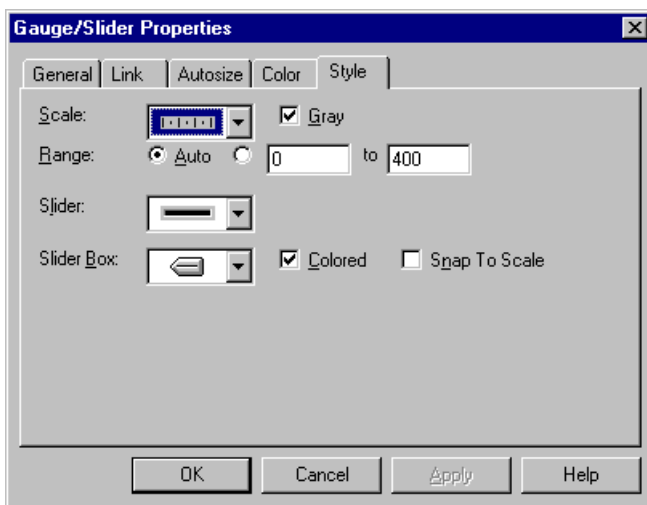 Gauge/Slider Properties
General Link Autosize Color Style
Scale: Gray
Range: Auto 0 to 400
Slider:
Slider Box: Colored Snap To Scale
OK Cancel Apply Help